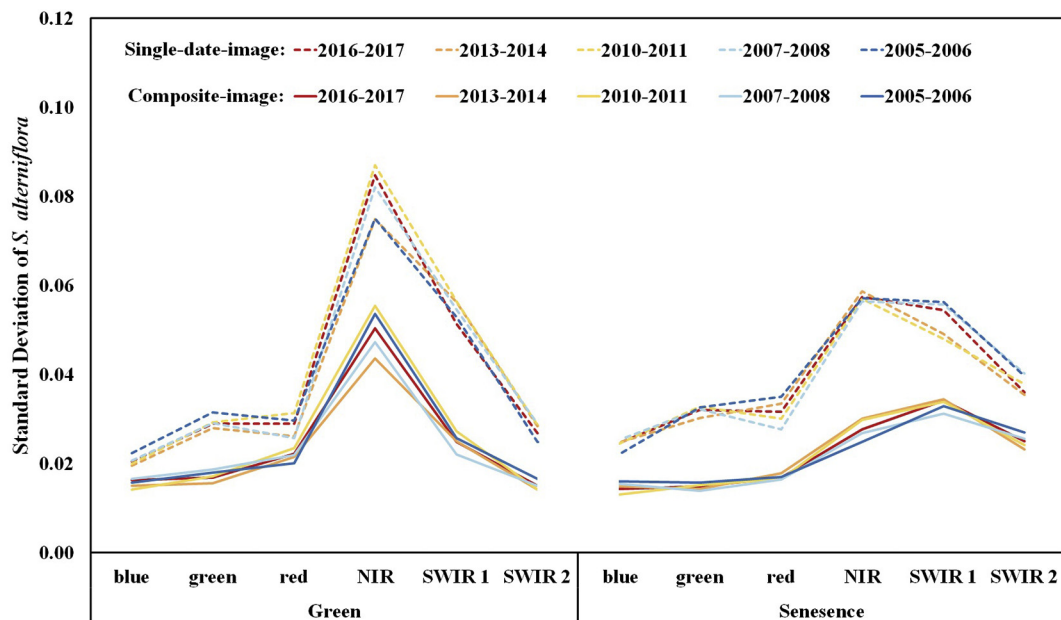 0.12
Single-date-image: 2016-2017 2013-2014 2010-2011 2007-2008 2005-2006
0.10
Composite-image: 2016-2017 2013-2014 2010-2011 2007-2008 2005-2006
0.08
0.06
0.04
0.02
0.00
Standard Deviation of S. alterniflora
blue green red NIR SWIR 1 SWIR 2 blue green red NIR SWIR 1 SWIR 2
Green Senesence